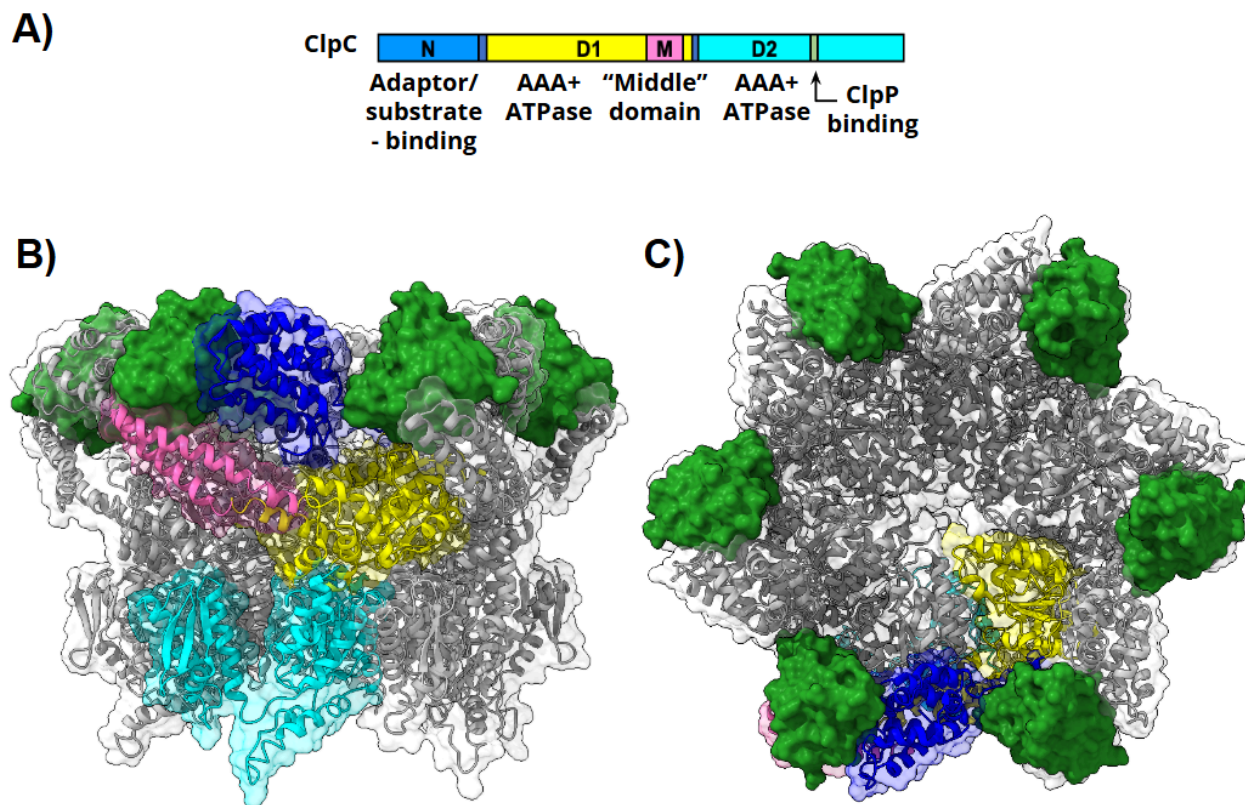 A)
ClpC N D1 M D2
Adaptor/ AAA+ “Middle” AAA+ ClpP
substrate ATPase domain ATPase binding
- binding
B)
C)